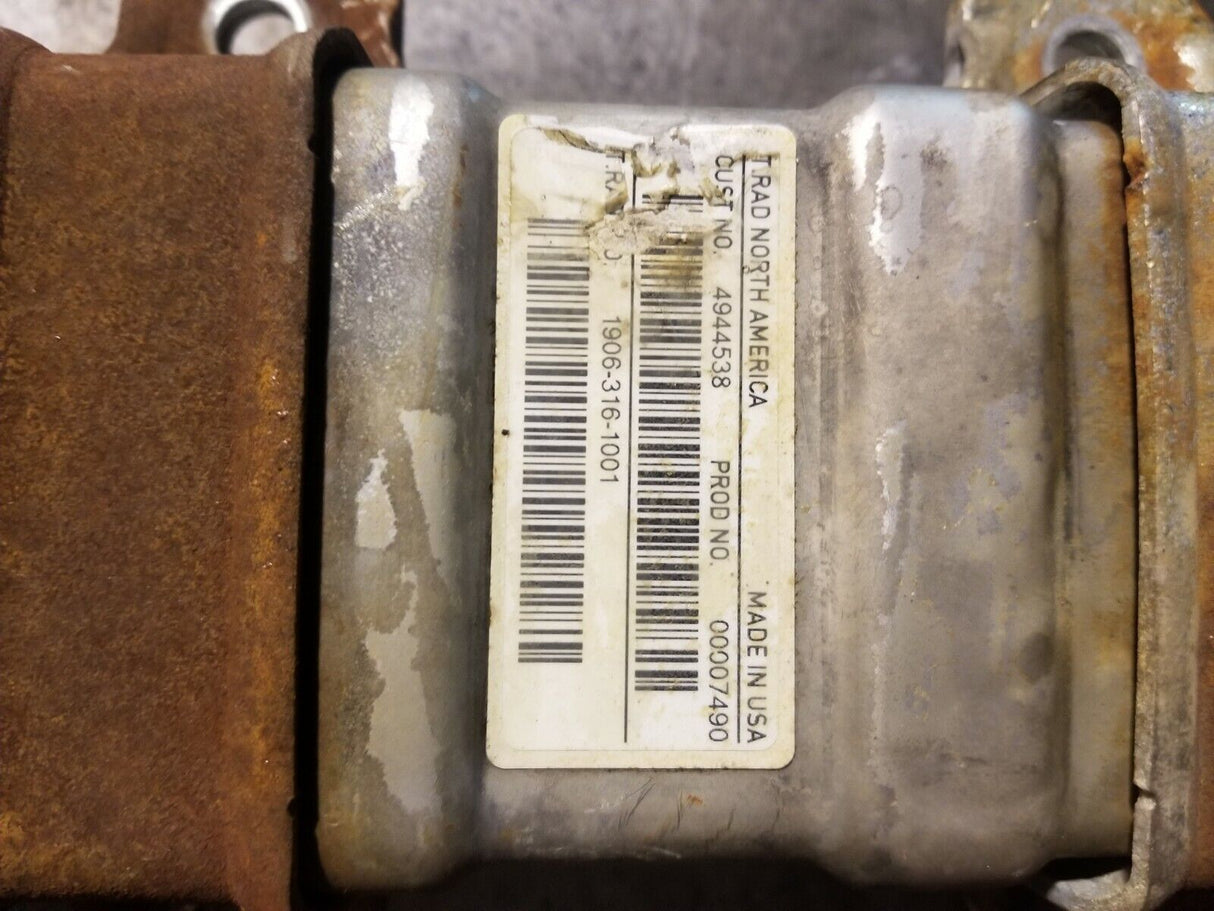 T.RAD NORTH AMERICA MADE IN USA
CUST NO. 4944538 PROD NO. 00007490
1906-316-1001